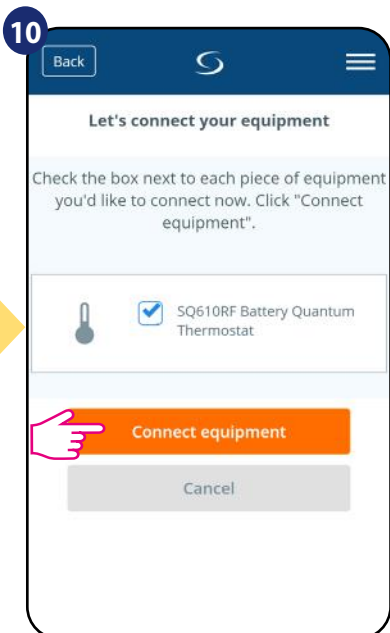 10
Back
Let's connect your equipment
Check the box next to each piece of equipment
you'd like to connect now. Click "Connect
equipment".
SQ610RF Battery Quantum
Thermostat
Connect equipment
Cancel